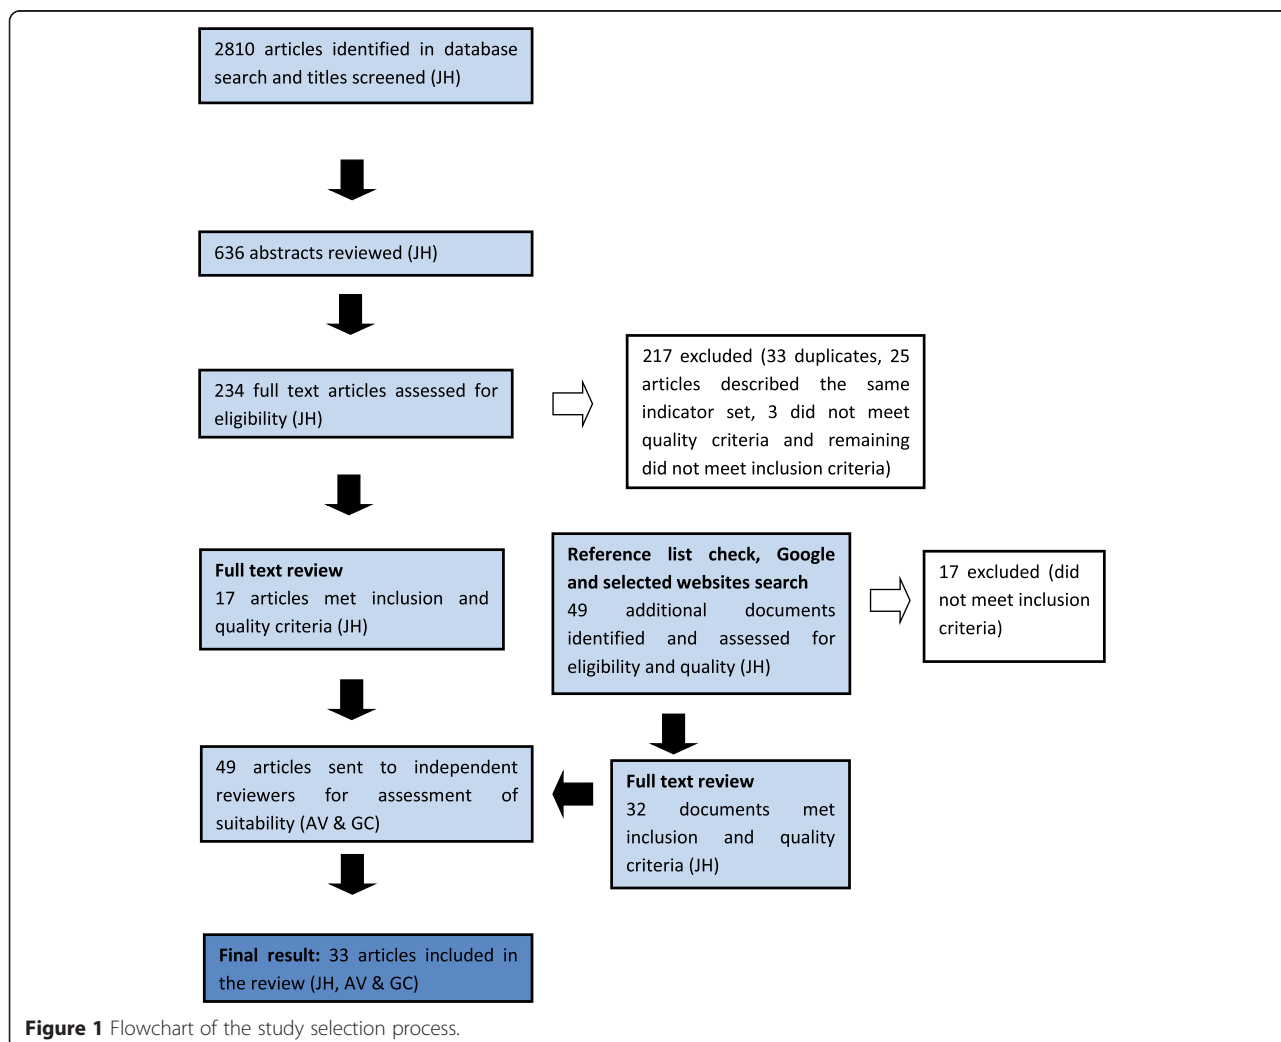 2810 articles identified in database
search and titles screened (JH)
636 abstracts reviewed (JH)
234 full text articles assessed for
eligibility (JH)
217 excluded (33 duplicates, 25
articles described the same
indicator set, 3 did not meet
quality criteria and remaining
did not meet inclusion criteria)
Full text review
17 articles met inclusion and
quality criteria (JH)
Reference list check, Google
and selected websites search
49 additional documents
identified and assessed for
eligibility and quality (JH)
17 excluded (did
not meet inclusion
criteria)
49 articles sent to independent
reviewers for assessment of
suitability (AV & GC)
Full text review
32 documents met
inclusion and quality
criteria (JH)
Final result: 33 articles included in
the review (JH, AV & GC)
Figure 1 Flowchart of the study selection process.